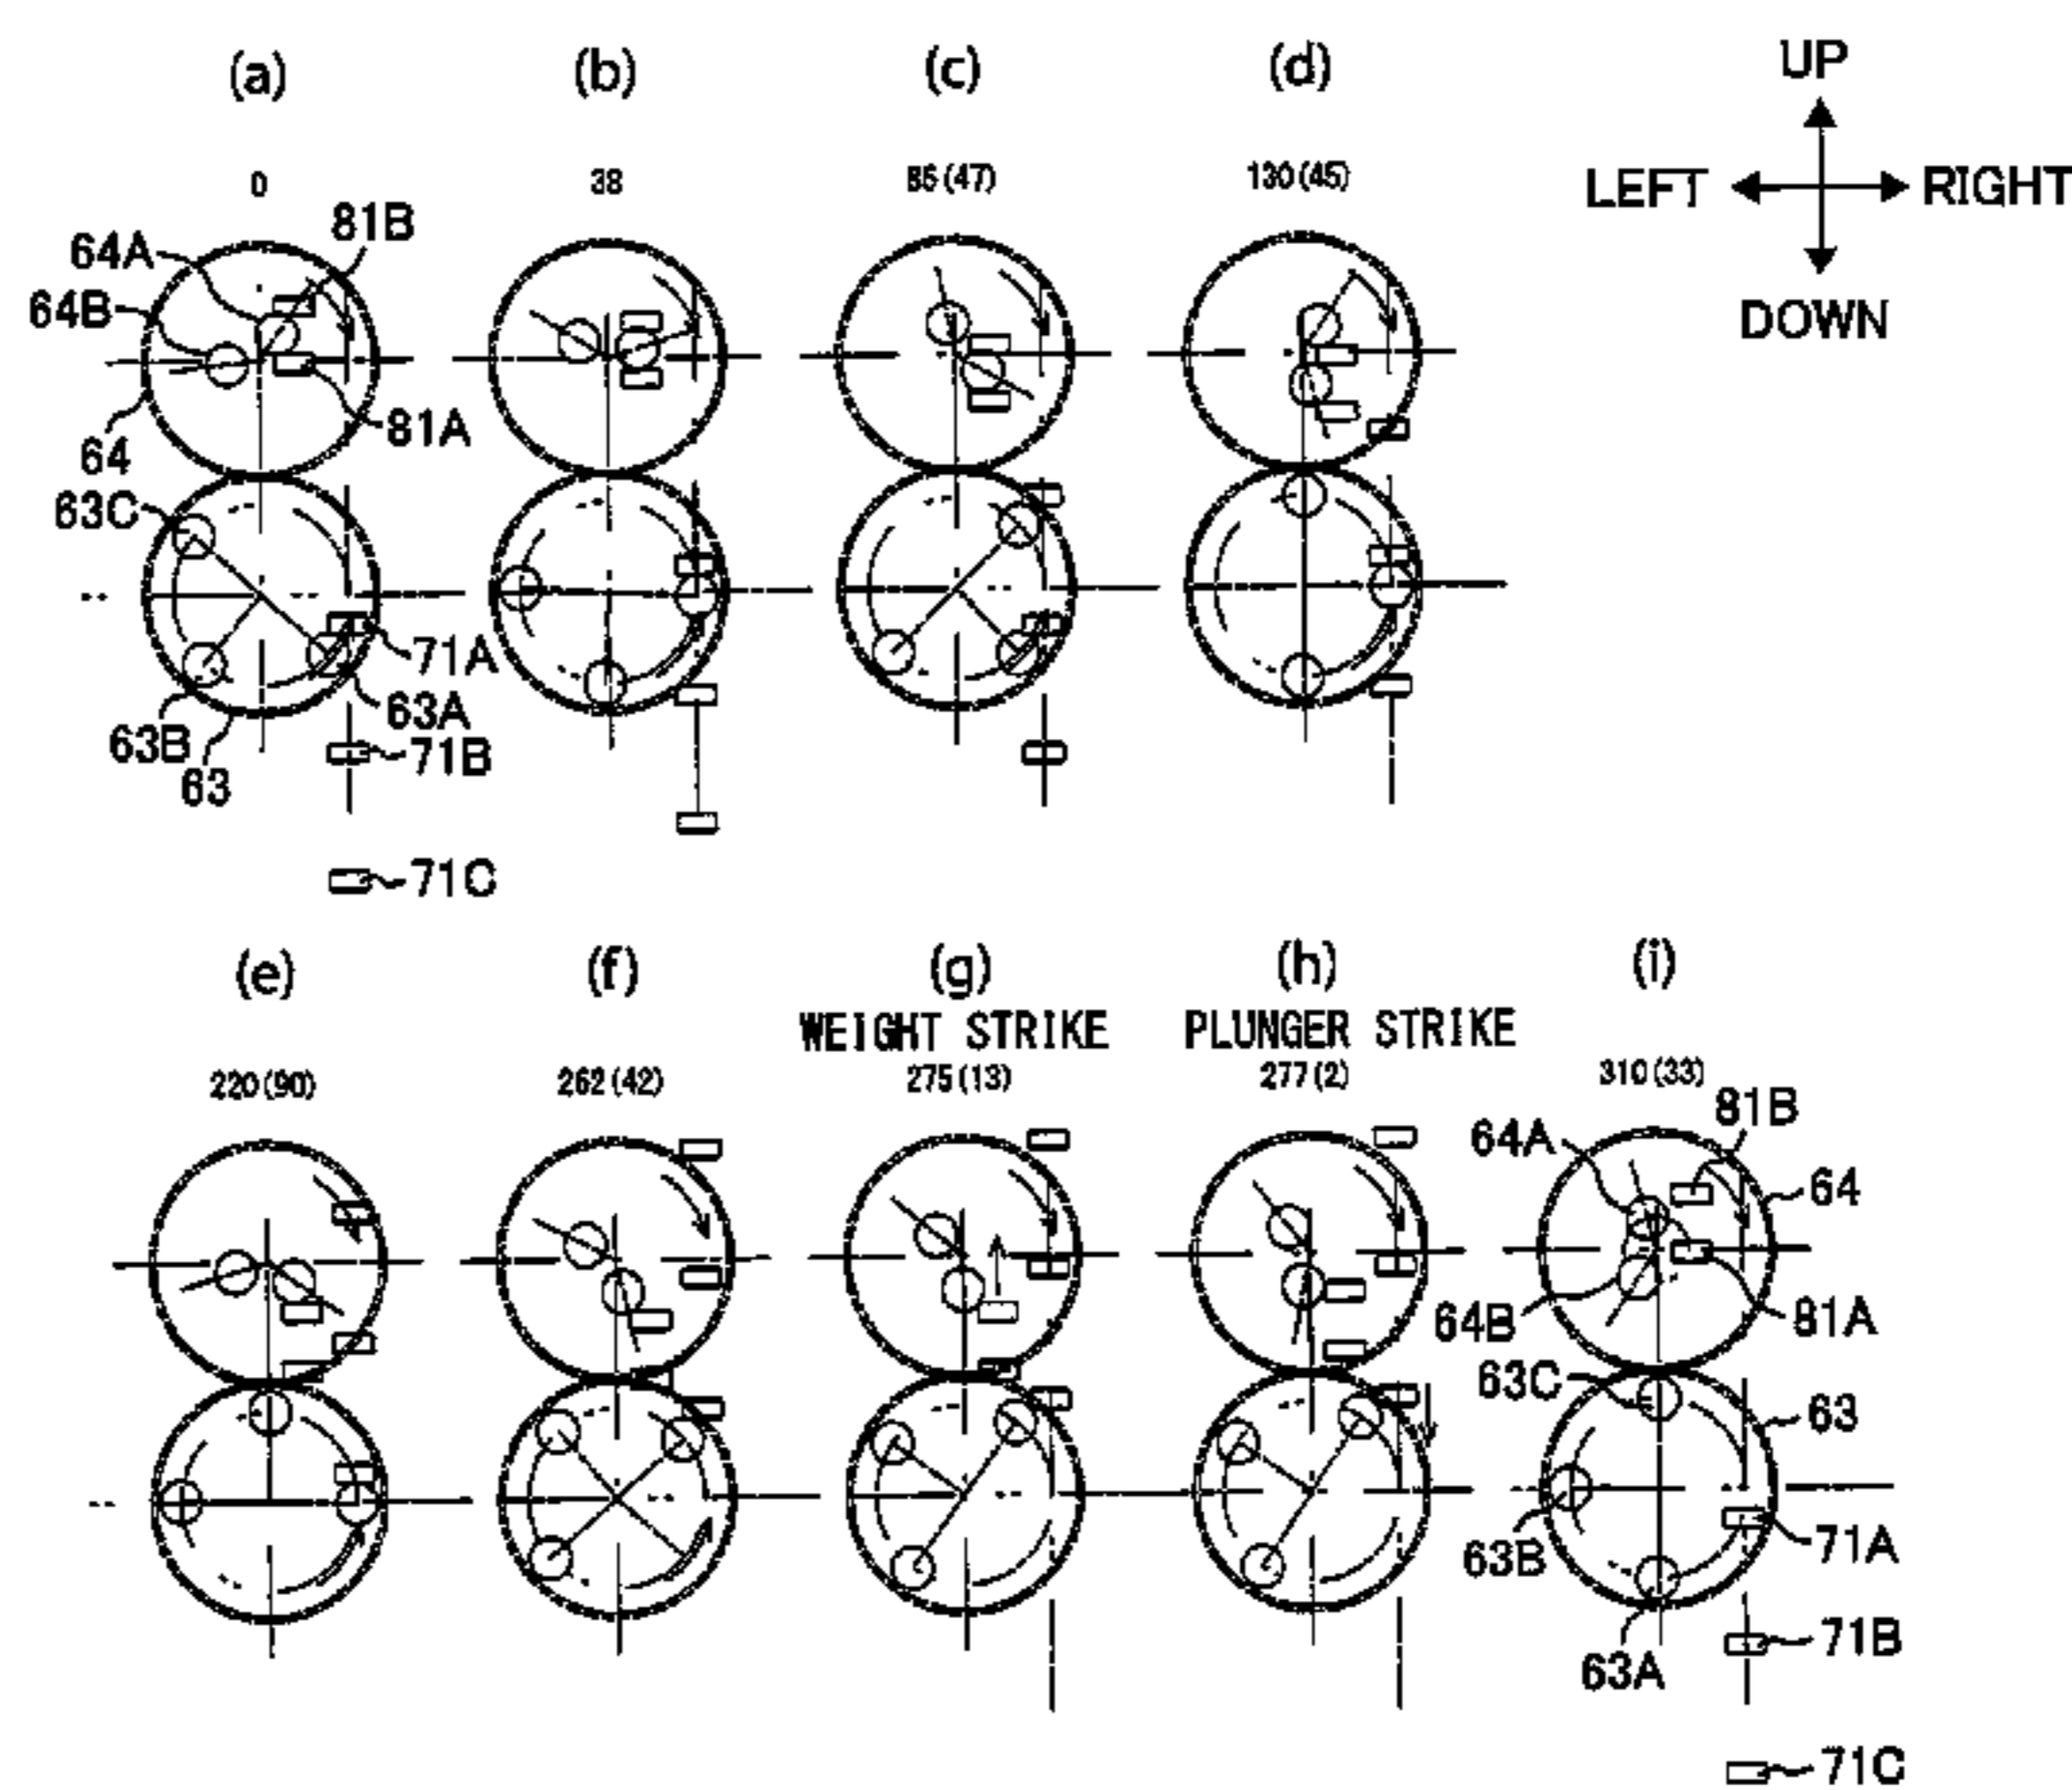 (a) (b) (c) (d)
UP
LEFT RIGHT
DOWN
0 38 85(47) 130(45)
81B
64A
64B
81A
64
63C
71A
63A
63B
71B
63
71C
(e) (f) (g) (h) (i)
WEIGHT STRIKE PLUNGER STRIKE
220(90) 262(42) 275(13) 277(2) 310(33)
81B
64A
64
64B
81A
63C
63
63B
71A
71B
63A
71C